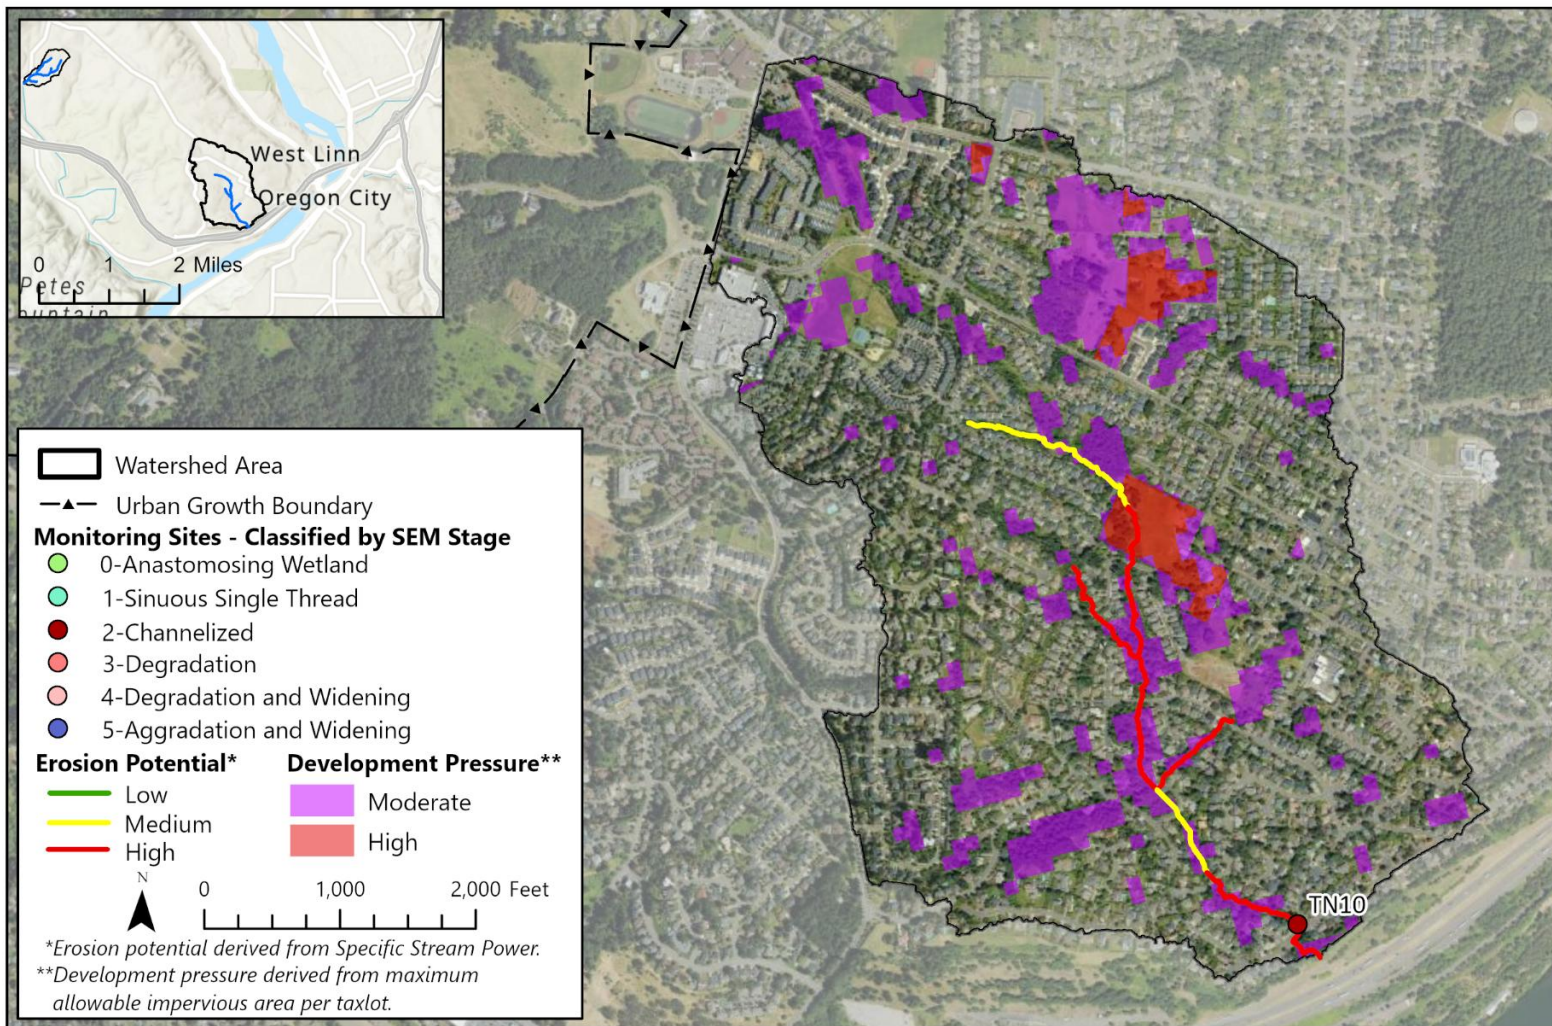 West Linn
Oregon City
0 1 2 Miles
Petes
ountain
Watershed Area
Urban Growth Boundary
Monitoring Sites - Classified by SEM Stage
0-Anastomosing Wetland
1-Sinuous Single Thread
2-Channelized
3-Degradation
4-Degradation and Widening
5-Aggradation and Widening
Erosion Potential* Development Pressure**
Low
Medium
High
Moderate
High
N
0 1,000 2,000 Feet
*Erosion potential derived from Specific Stream Power.
**Development pressure derived from maximum
allowable impervious area per taxlot.
TN10